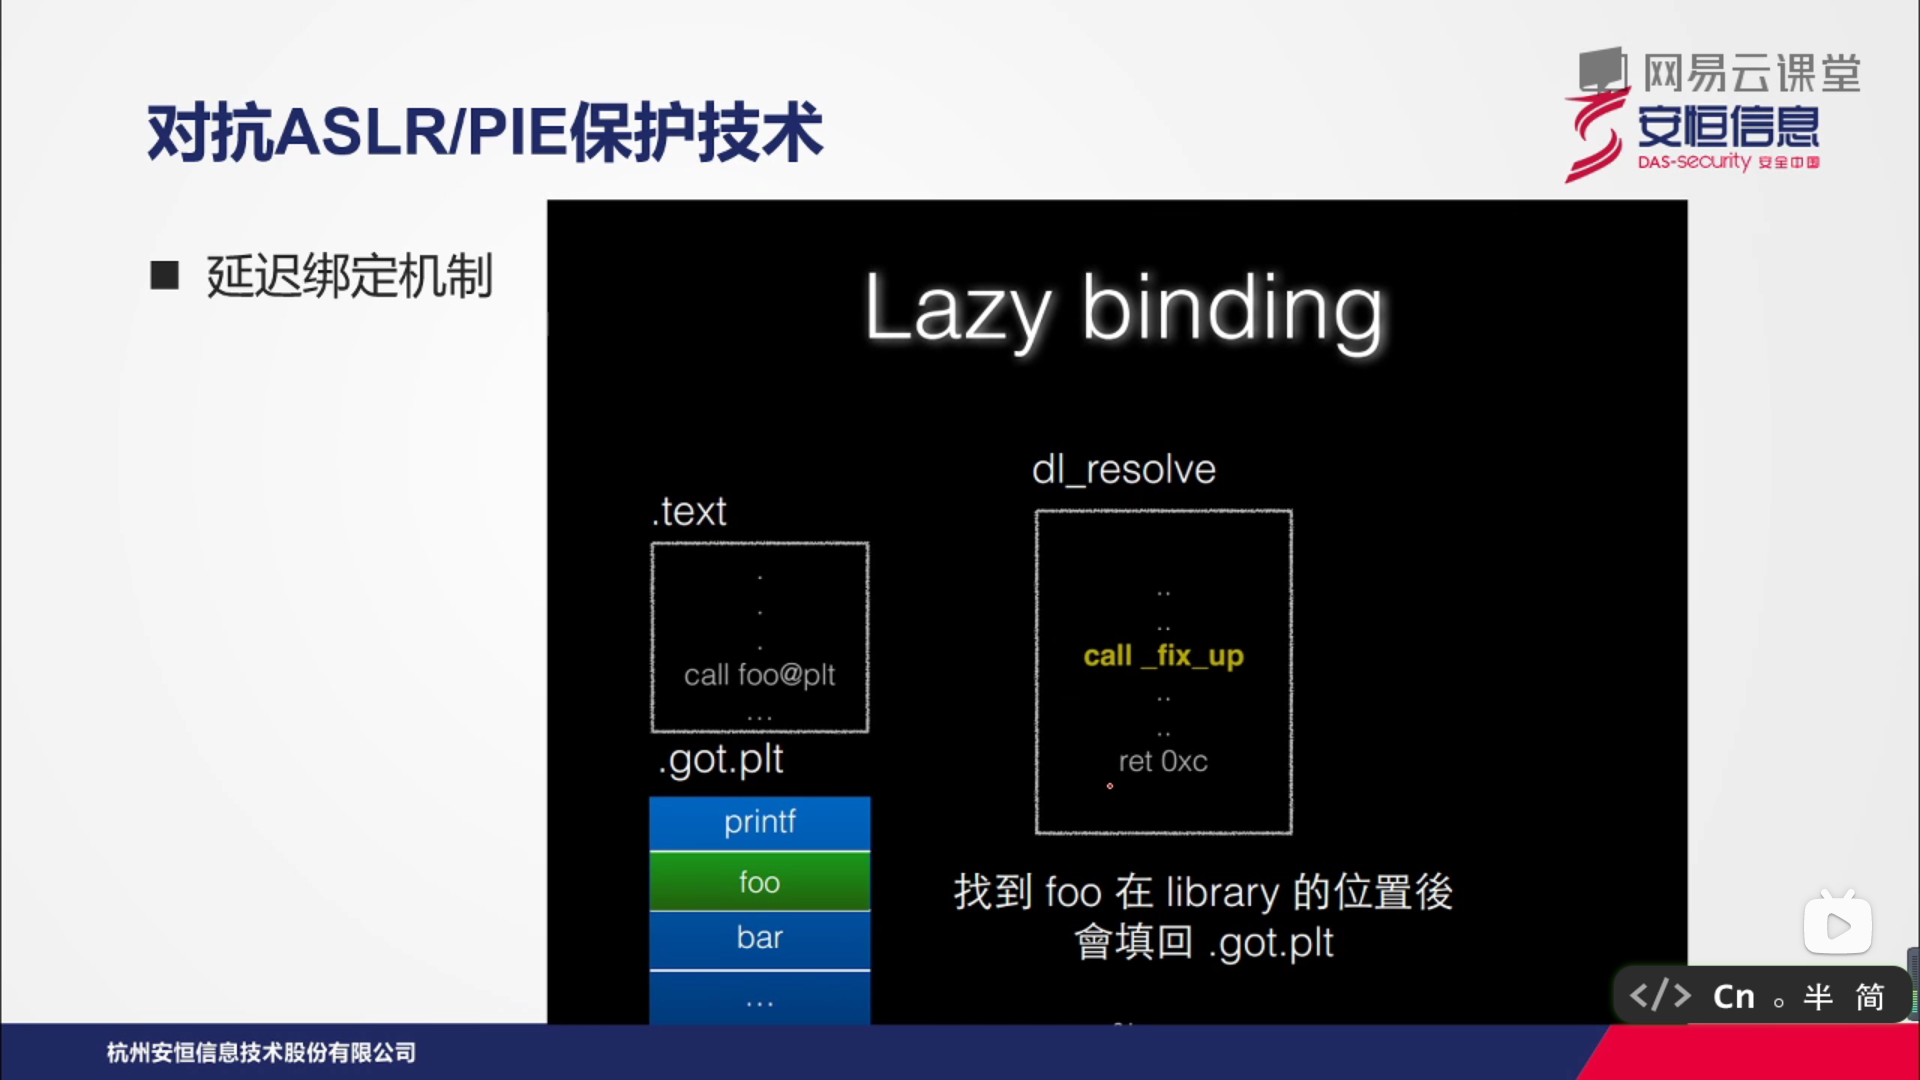 网易云课堂
安恒信息
DAS-security 安全中国
对抗ASLR/PIE保护技术
延迟绑定机制
Lazy binding
dl_resolve
.text
.
.
.
call foo@plt
...
..
..
call _fix_up
..
..
ret 0xc
.got.plt
printf
foo
bar
...
找到 foo 在 library 的位置後
會填回 .got.plt
</> Cn 。 半 简
杭州安恒信息技术股份有限公司